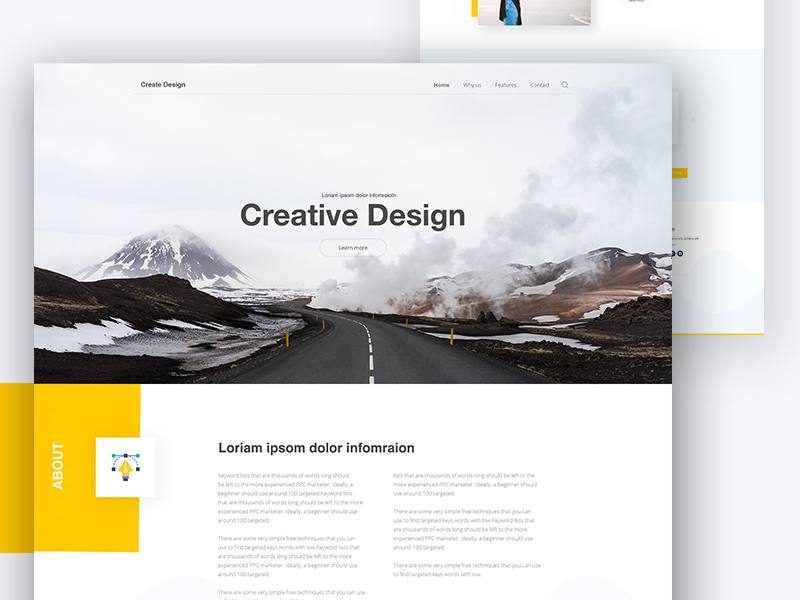 Create Design
Home Why us Features Contact
Loriam ipsom dolor infomraiotn
Creative Design
Learn more
ABOUT
Loriam ipsom dolor infomraion
Keyword lists that are thousands of words long should
be left to the more experienced PPC marketer. Ideally, a
beginner should use around 100 targeted.Keyword lists
that are thousands of words long should be left to the
more experienced PPC marketer. Ideally, a beginner should use
around 100 targeted.
There are some very simple free techniques that you can
use to find targeted keys words with low.Keyword lists that
are thousands of words long should be left to the more
experienced PPC marketer. Ideally, a beginner should use around
100 targeted.
There are some very simple free techniques that you can use
lists that are thousands of words long should be left to the
more experienced PPC marketer. Ideally, a beginner should
use around 100 targeted.
There are some very simple free techniques that you can
use to find targeted keys words with low.Keyword lists that
are thousands of words long should be left to the
more experienced PPC marketer. Ideally, a beginner should use
around 100 targeted.
There are some very simple free techniques that you can use
to find targeted keys words with low.